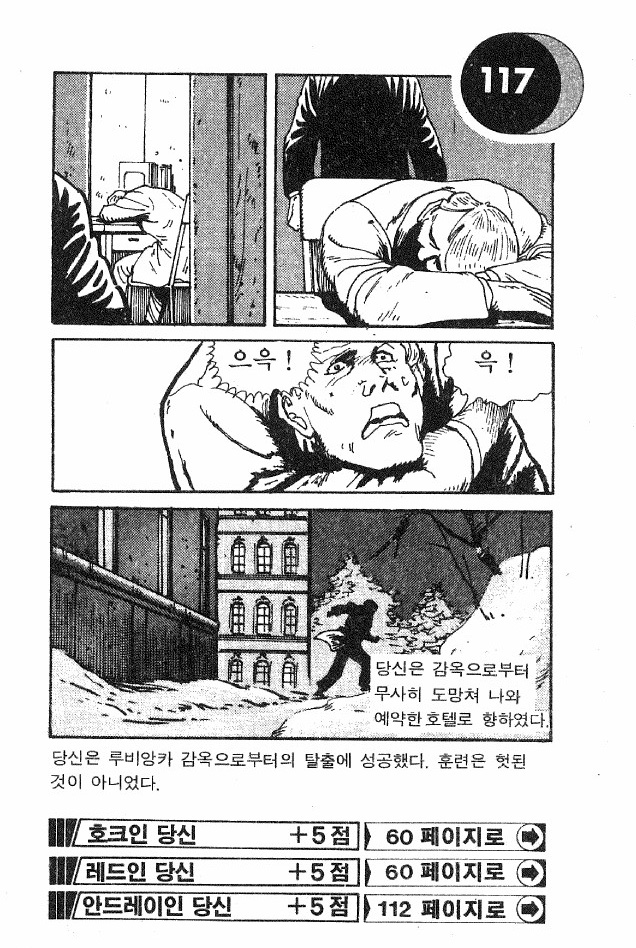 117
으윽!
윽!
당신은 감옥으로부터
무사히 도망쳐 나와
예약한 호텔로 향하였다.
당신은 루비앙카 감옥으로부터의 탈출에 성공했다. 훈련은 헛된
것이 아니었다.
호크인 당신 +5점 60 페이지로
레드인 당신 +5점 60 페이지로
안드레이인 당신 +5점 112 페이지로